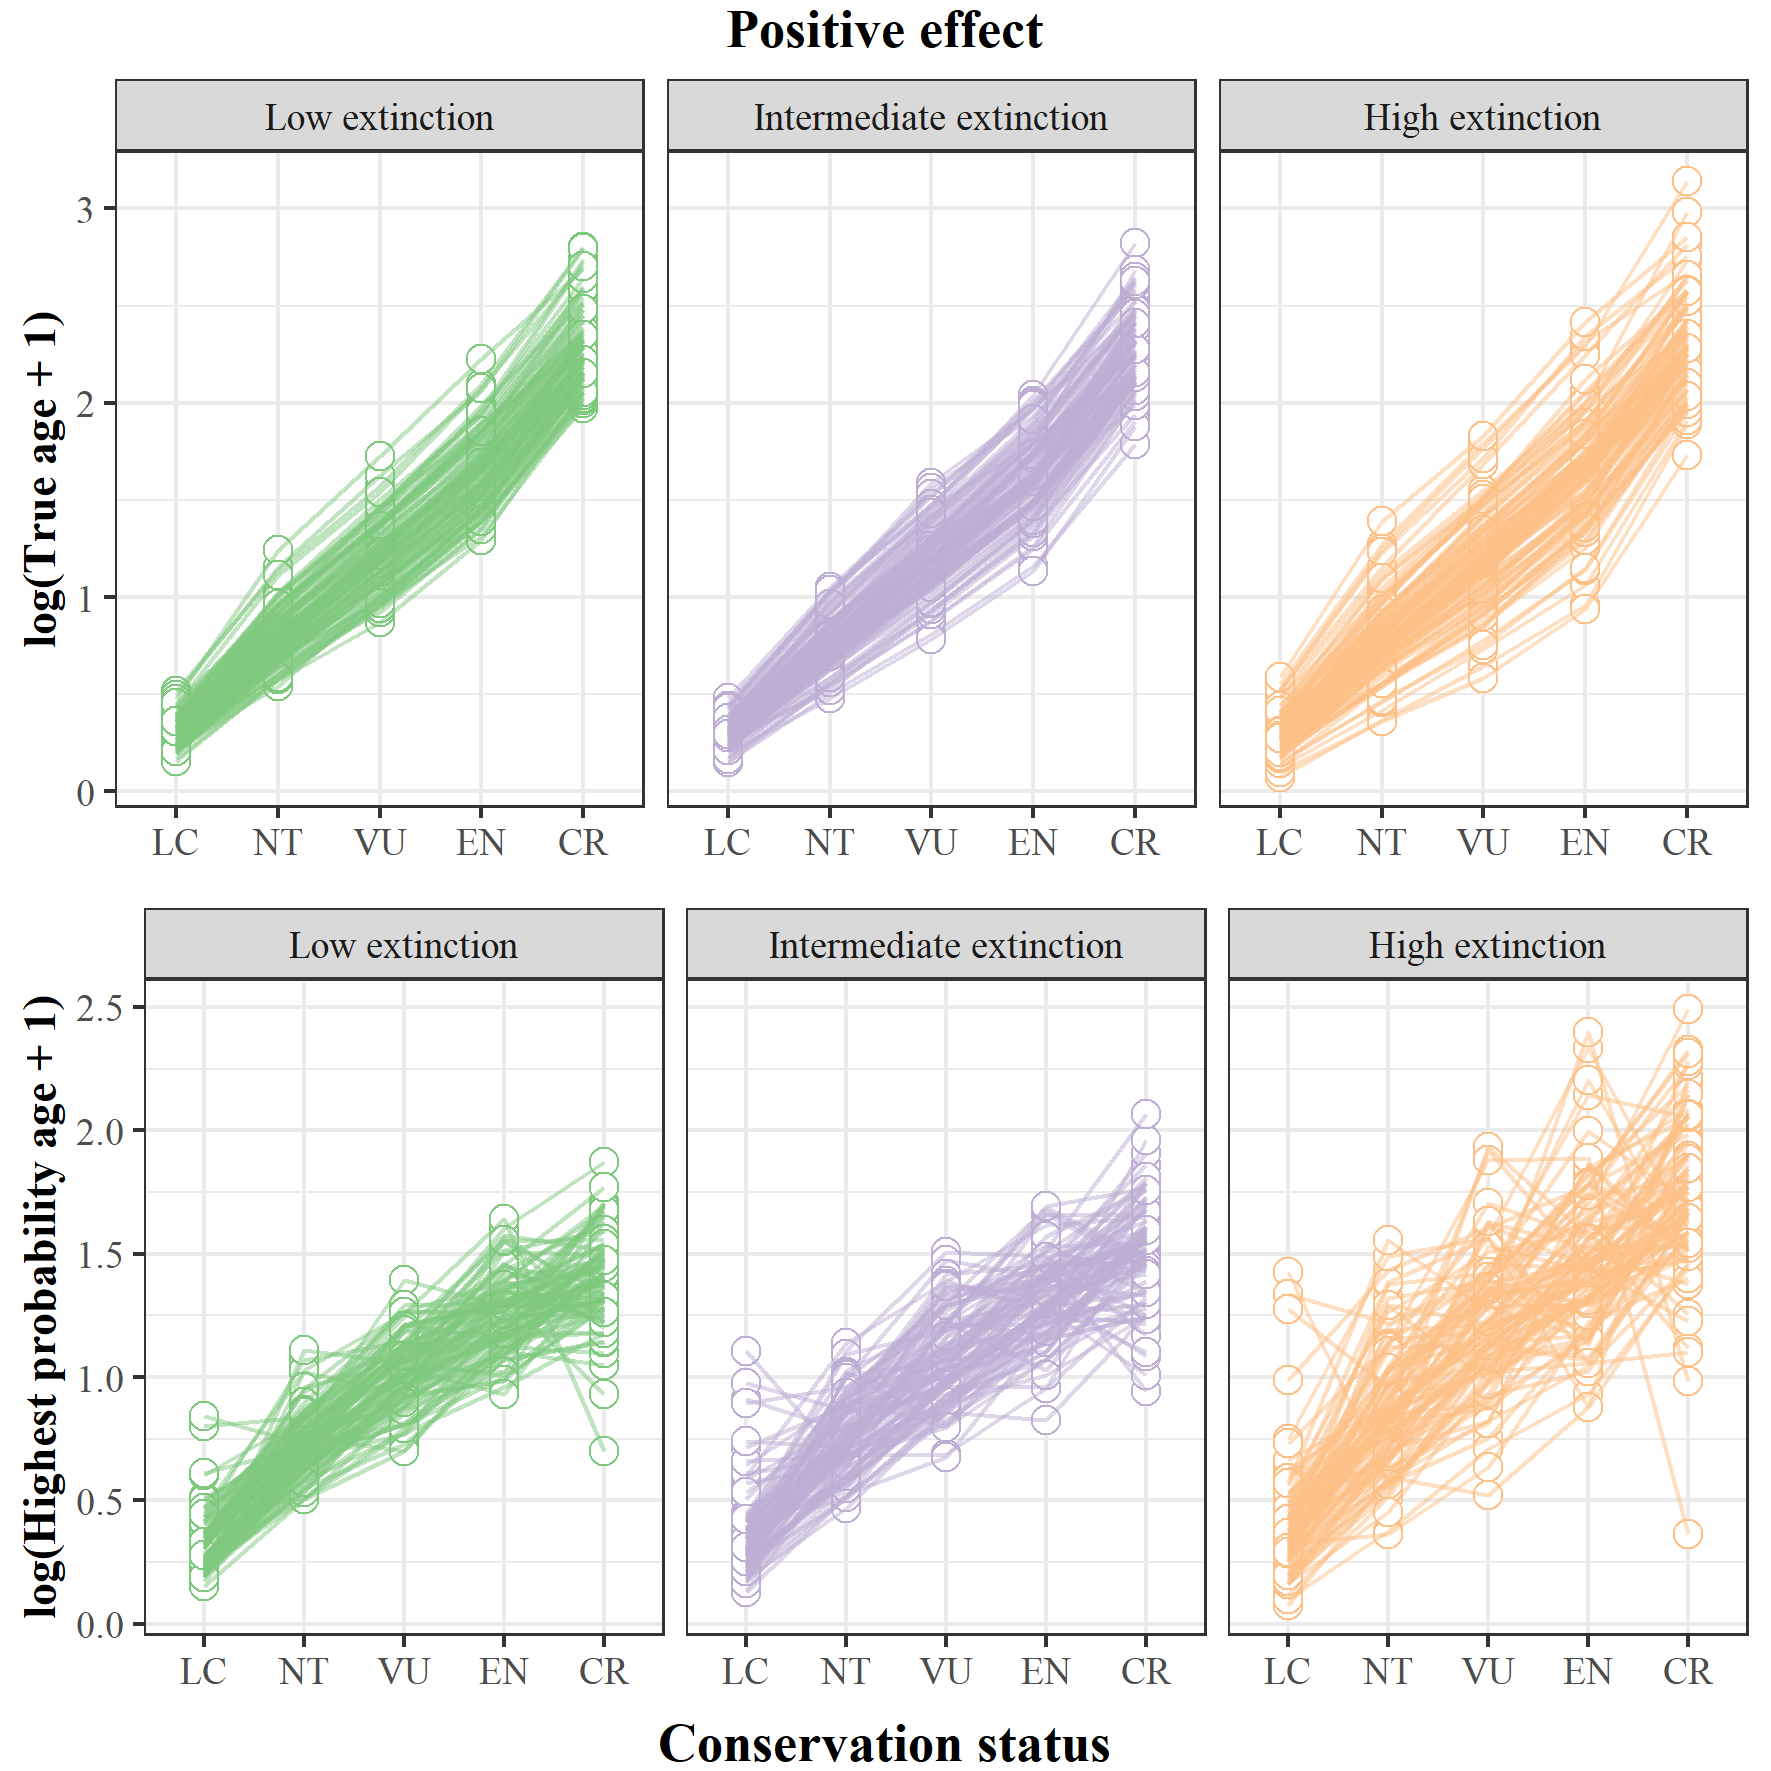 Positive effect
Low extinction
Intermediate extinction
High extinction
log(True age + 1)
3
2
1
0
LC NT VU EN CR
LC NT VU EN CR
LC NT VU EN CR
Low extinction
Intermediate extinction
High extinction
log(Highest probability age + 1)
2.5
2.0
1.5
1.0
0.5
0.0
LC NT VU EN CR
LC NT VU EN CR
LC NT VU EN CR
Conservation status